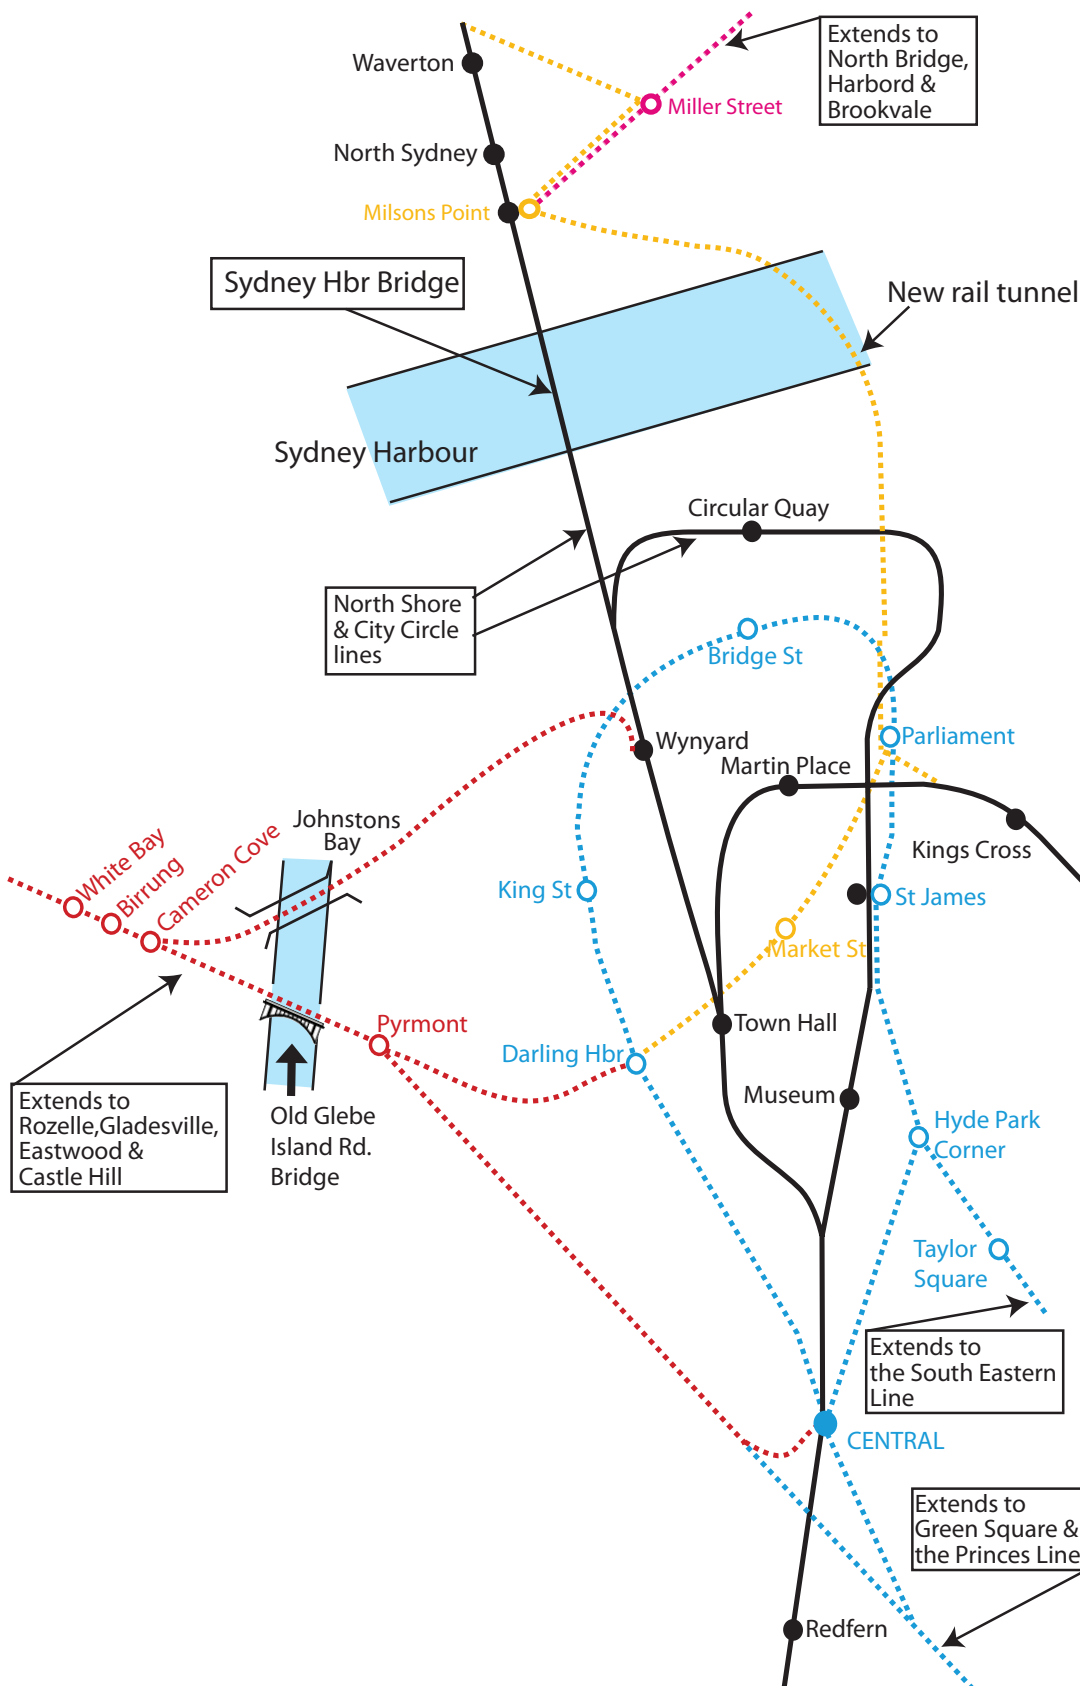 Extends to
North Bridge,
Harbord &
Brookvale
Waverton
Miller Street
North Sydney
Milsons Point
Sydney Hbr Bridge
New rail tunnel
Sydney Harbour
Circular Quay
North Shore
& City Circle
lines
Bridge St
Wynyard
Parliament
Martin Place
Johnstons
Bay
White Bay
Birrung
Cameron Cove
Kings Cross
King St
St James
Market St
Pyrmont
Town Hall
Darling Hbr
Museum
Extends to
Rozelle,Gladesville,
Eastwood &
Castle Hill
Old Glebe
Island Rd.
Bridge
Hyde Park
Corner
Taylor
Square
Extends to
the South Eastern
Line
CENTRAL
Extends to
Green Square &
the Princes Line
Redfern